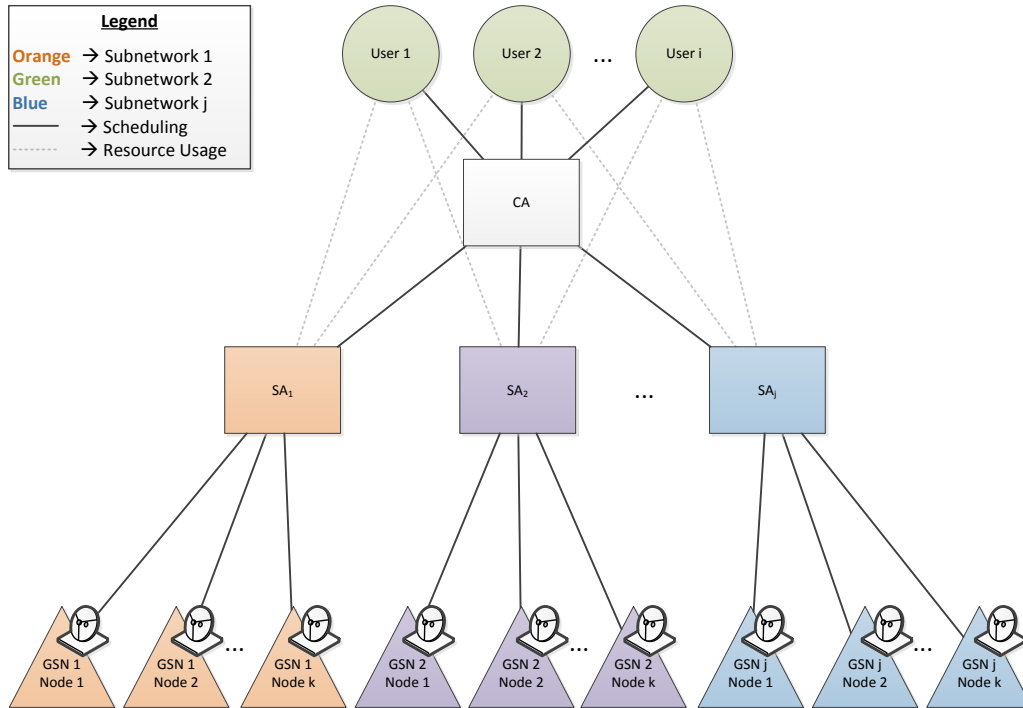 Legend
Orange → Subnetwork 1
Green → Subnetwork 2
Blue → Subnetwork j
→ Scheduling
→ Resource Usage
User 1
User 2
...
User i
CA
SA₁
SA₂
...
SAⱼ
GSN 1
Node 1
GSN 1
Node 2
...
GSN 1
Node k
GSN 2
Node 1
GSN 2
Node 2
...
GSN 2
Node k
GSN j
Node 1
GSN j
Node 2
...
GSN j
Node k